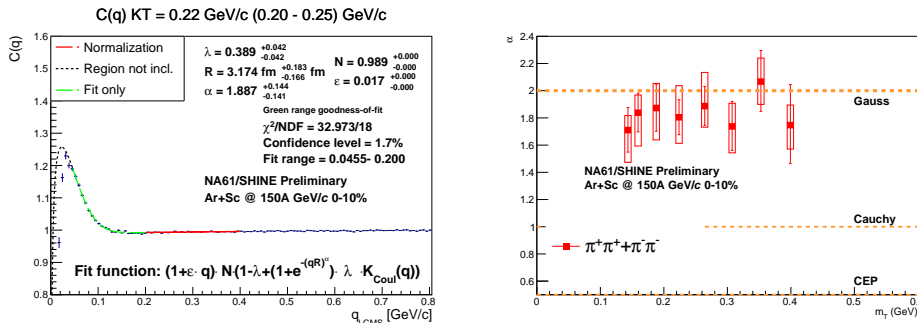 C(q) KT = 0.22 GeV/c (0.20 - 0.25) GeV/c
C(q)
1.6
1.4
1.2
1
0.8
Normalization
Region not incl.
Fit only
λ = 0.389 +0.042 -0.042
R = 3.174 fm +0.183 -0.166 fm
α = 1.887 +0.144 -0.141
N = 0.989 +0.000 -0.000
ε = 0.017 +0.000 -0.000
Green range goodness-of-fit
χ²/NDF = 32.973/18
Confidence level = 1.7%
Fit range = 0.0455- 0.200
NA61/SHINE Preliminary
Ar+Sc @ 150A GeV/c 0-10%
Fit function: (1+ε· q)· N·(1-λ+(1+e^{-(qR)^α})· λ · K_Coul(q))
0 0.1 0.2 0.3 0.4 0.5 0.6 0.7 0.8
q_LCMS [GeV/c]
α
2.4
2.2
2
1.8
1.6
1.4
1.2
1
0.8
0.6
Gauss
NA61/SHINE Preliminary
Ar+Sc @ 150A GeV/c 0-10%
Cauchy
π⁺π⁺+π⁻π⁻
CEP
0 0.1 0.2 0.3 0.4 0.5 0.6
m_T (GeV)